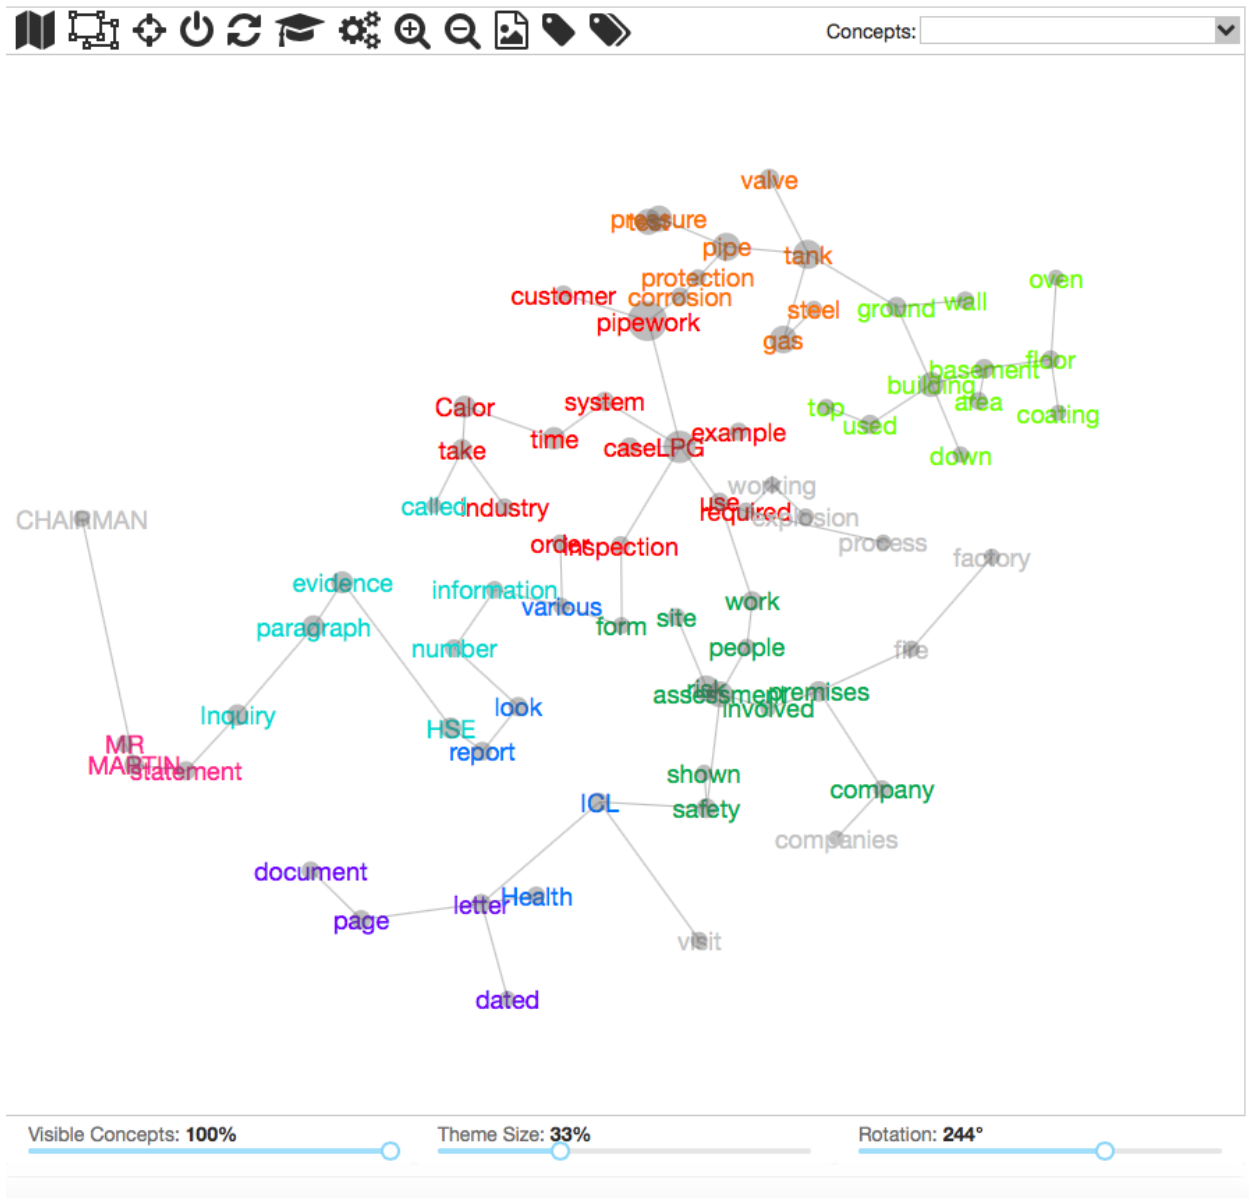 Concepts:
valve
pressure
test
pipe
tank
protection
oven
customer
corrosion
steel
ground
wall
pipework
gas
basement
floor
building
area
Calor
system
top
coating
example
used
time
case
LPG
take
down
working
called
Industry
use
required
explosion
CHAIRMAN
order
inspection
process
factory
evidence
information
various
work
paragraph
form
site
number
people
fire
risk
assessment
premises
involved
Inquiry
look
HSE
MR
report
MARTIN
statement
shown
company
ICL
safety
companies
document
Health
letter
page
visit
dated
Visible Concepts: 100%
Theme Size: 33%
Rotation: 244°